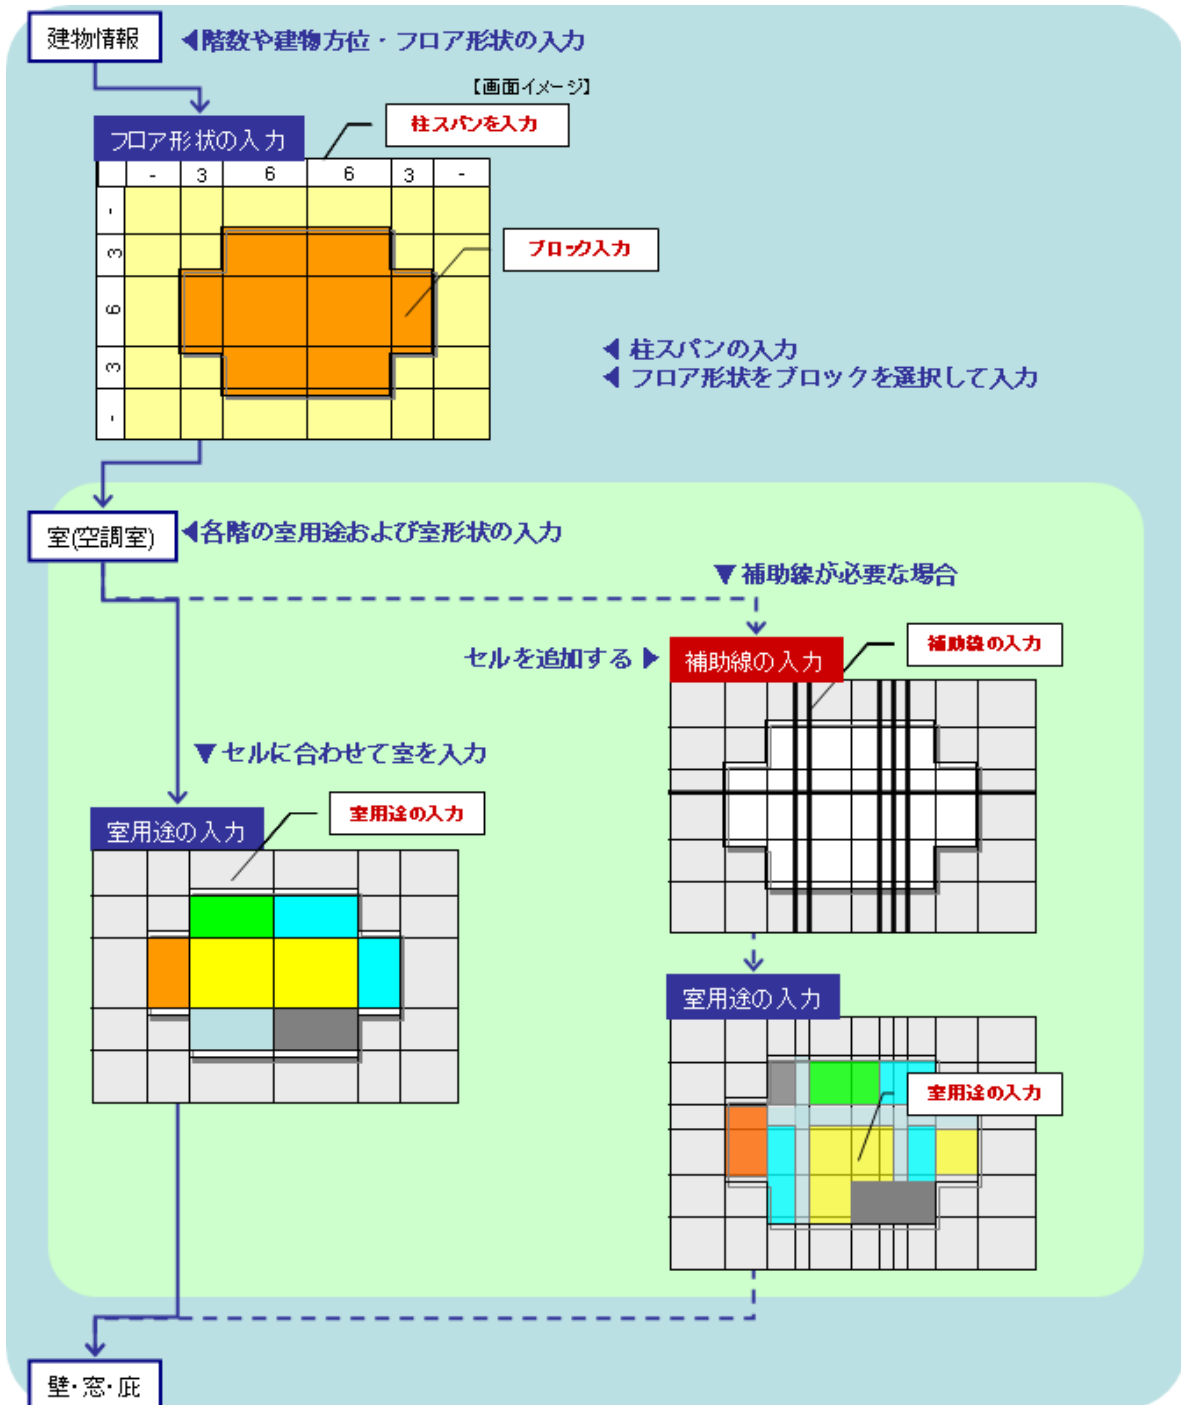 建物情報
◀階数や建物方位・フロア形状の入力
【画面イメージ】
フロア形状の入力
柱スパンを入力
- 3 6 6 3 -
-
3
6
3
-
ブロック入力
◀ 柱スパンの入力
◀ フロア形状をブロックを選択して入力
室(空調室)
◀各階の室用途および室形状の入力
▼補助線が必要な場合
セルを追加する ▶
補助線の入力
補助線の入力
▼セルに合わせて室を入力
室用途の入力
室用途の入力
室用途の入力
室用途の入力
壁・窓・庇